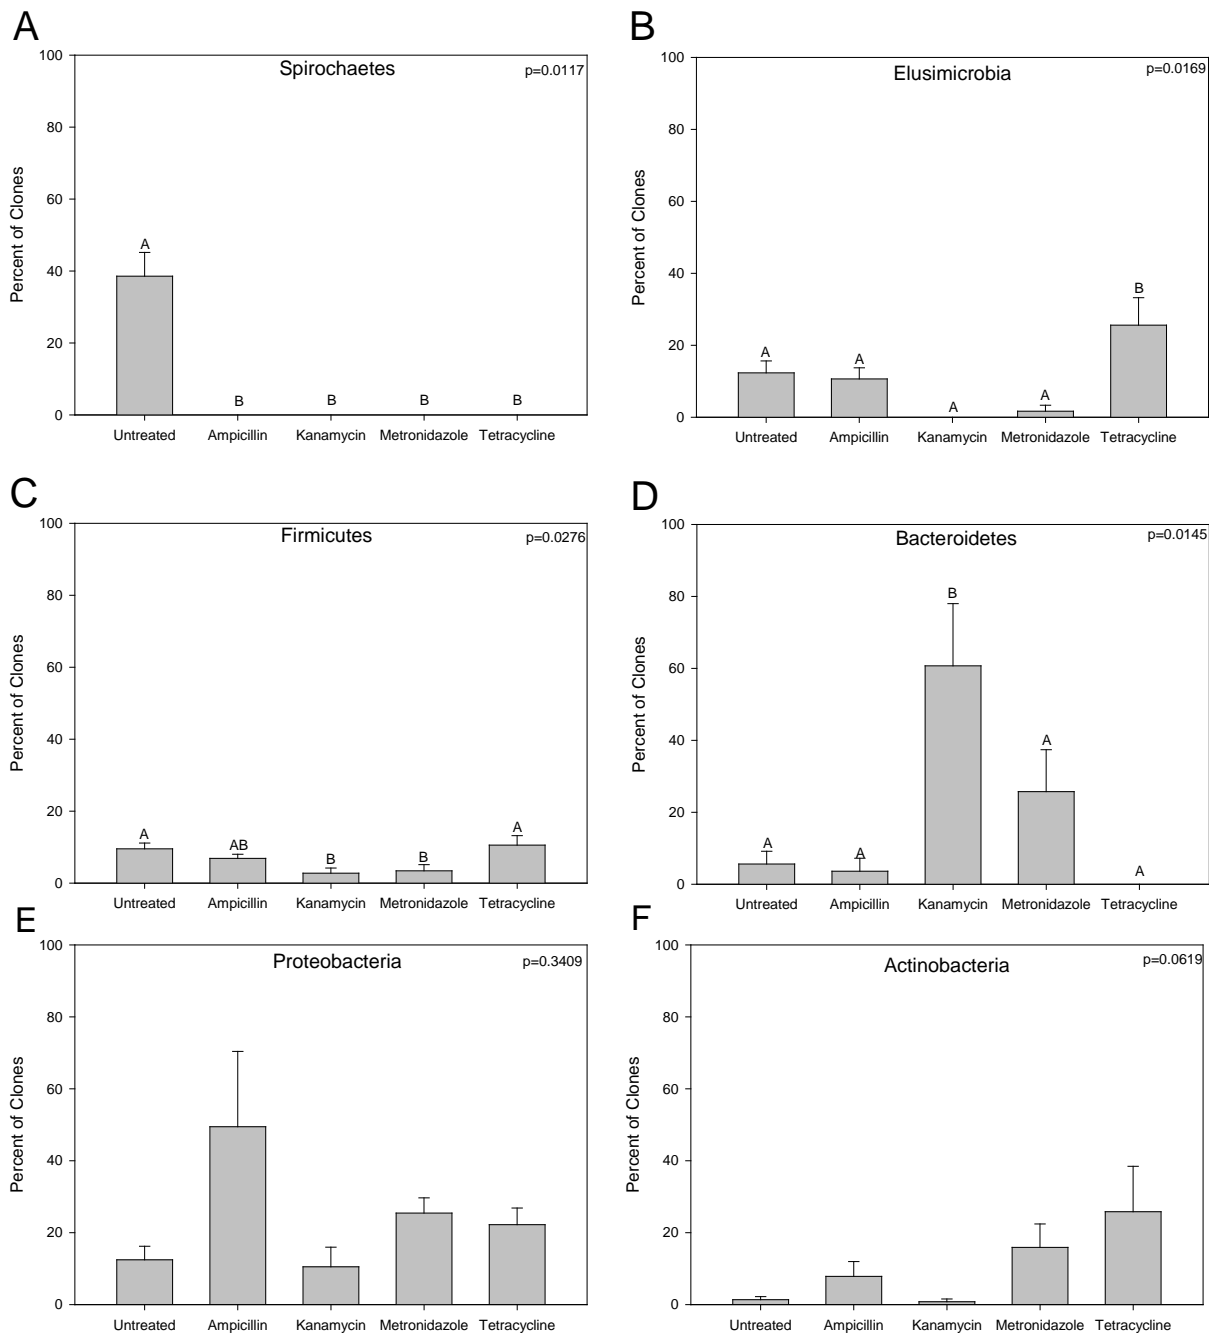 A
Spirochaetes
p=0.0117
Percent of Clones
100
80
60
40
20
0
A
B
B
B
B
Untreated Ampicillin Kanamycin Metronidazole Tetracycline
B
Elusimicrobia
p=0.0169
Percent of Clones
100
80
60
40
20
0
A
A
A
A
B
Untreated Ampicillin Kanamycin Metronidazole Tetracycline
C
Firmicutes
p=0.0276
Percent of Clones
100
80
60
40
20
0
A
AB
B
B
A
Untreated Ampicillin Kanamycin Metronidazole Tetracycline
D
Bacteroidetes
p=0.0145
Percent of Clones
100
80
60
40
20
0
A
A
B
A
A
Untreated Ampicillin Kanamycin Metronidazole Tetracycline
E
Proteobacteria
p=0.3409
Percent of Clones
100
80
60
40
20
0
Untreated Ampicillin Kanamycin Metronidazole Tetracycline
F
Actinobacteria
p=0.0619
Percent of Clones
100
80
60
40
20
0
Untreated Ampicillin Kanamycin Metronidazole Tetracycline